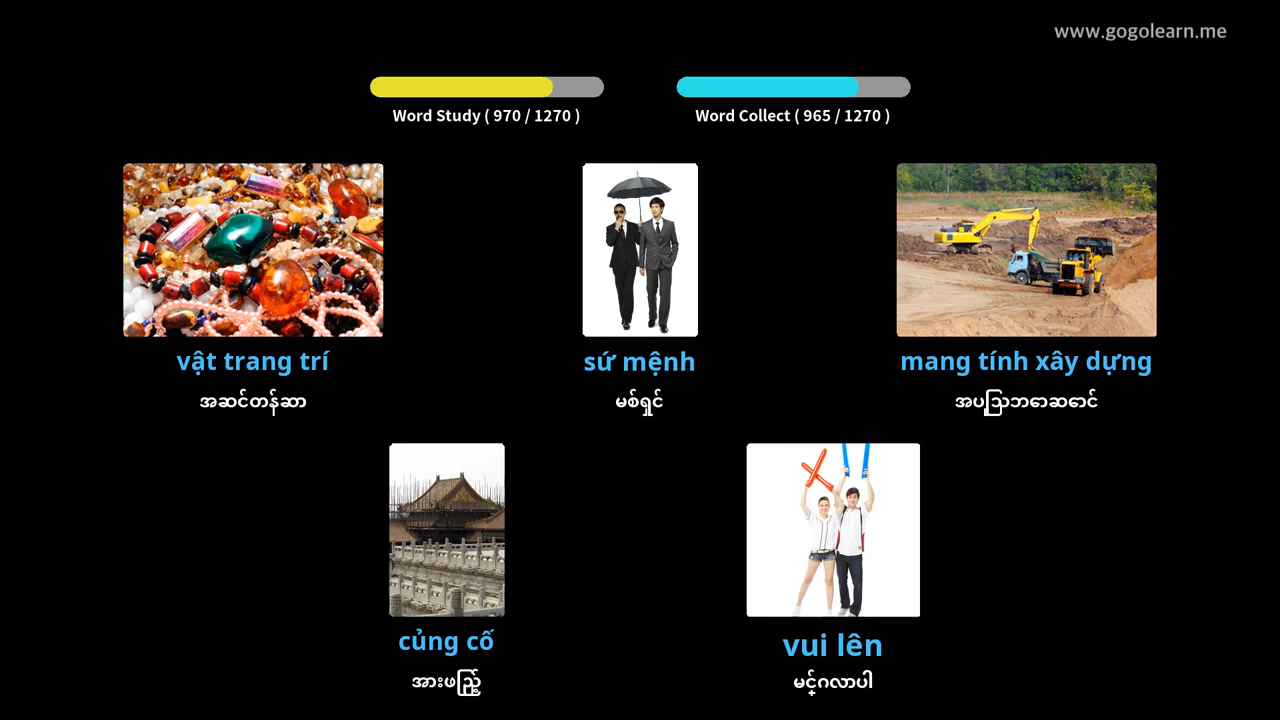 www.gogolearn.me
Word Study ( 970 / 1270 )
Word Collect ( 965 / 1270 )
vật trang trí
sứ mệnh
mang tính xây dựng
အဆင်တန်ဆာ
မစ်ရှင်
အပြုသဘောဆောင်
củng cố
vui lên
အားဖြည့်
မင်္ဂလာပါ